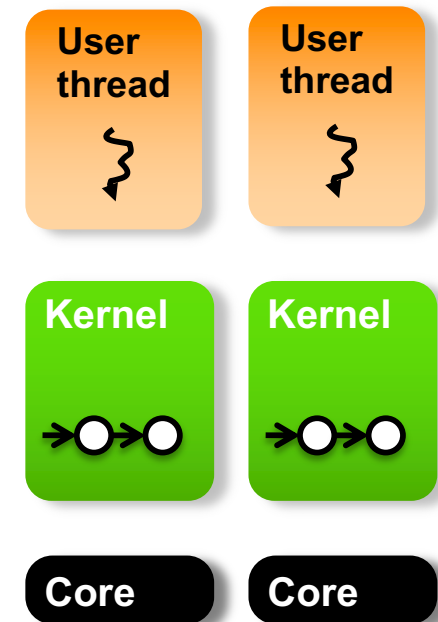 User
thread
User
thread
Kernel
Kernel
Core
Core